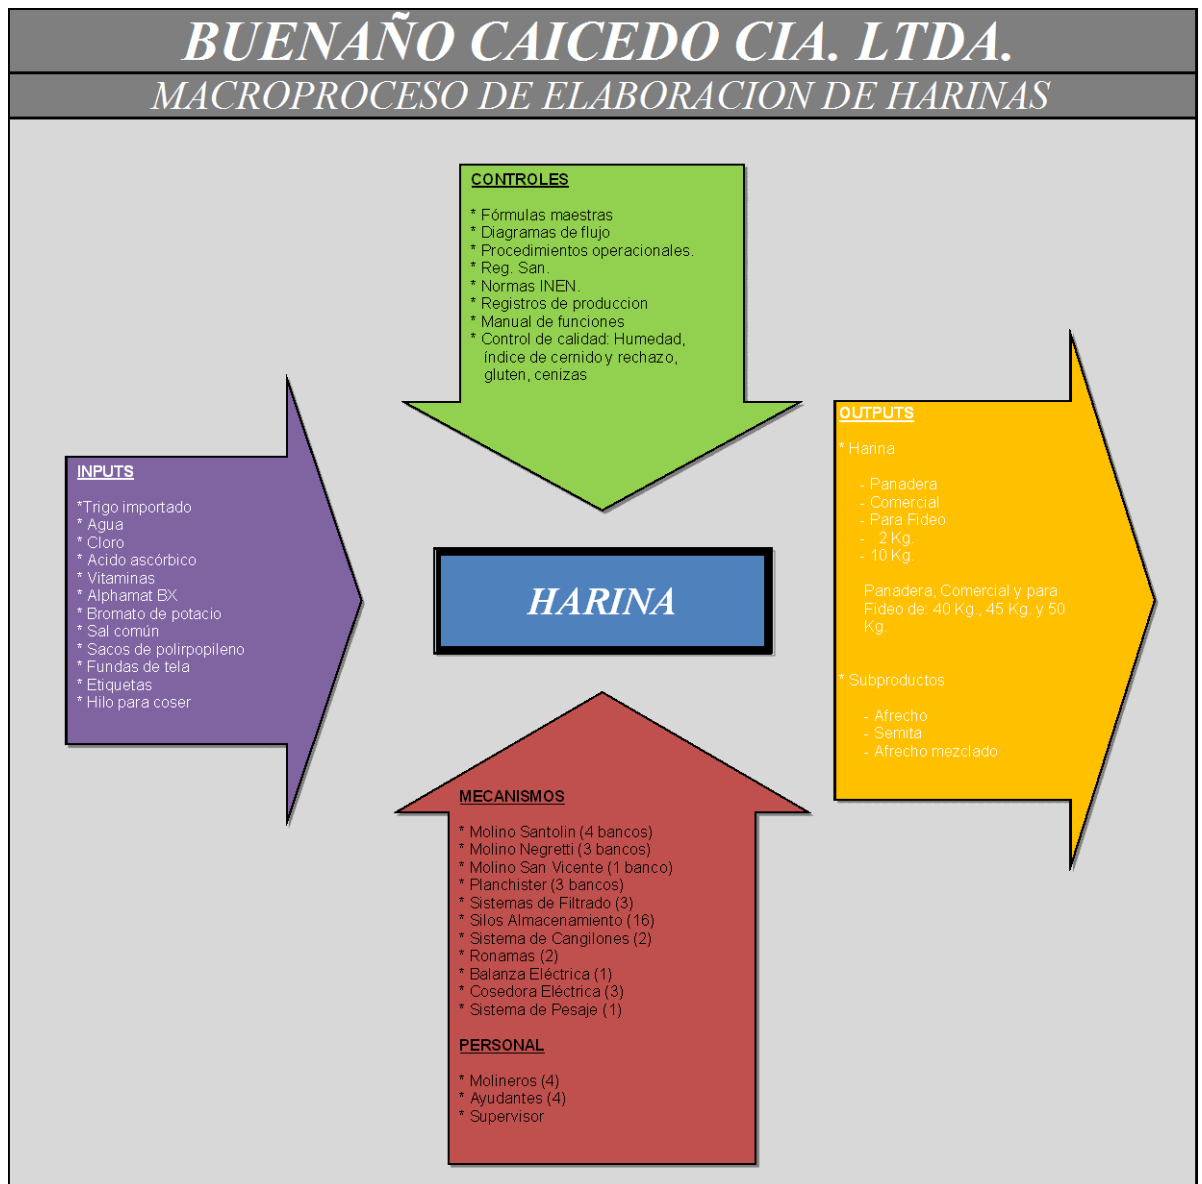 BUENAÑO CAICEDO CIA. LTDA.
MACROPROCESO DE ELABORACION DE HARINAS
CONTROLES
* Fórmulas maestras
* Diagramas de flujo
* Procedimientos operacionales.
* Reg. San.
* Normas INEN.
* Registros de produccion
* Manual de funciones
* Control de calidad: Humedad,
índice de cernido y rechazo,
gluten, cenizas
INPUTS
*Trigo importado
* Agua
* Cloro
* Acido ascórbico
* Vitaminas
* Alphamat BX
* Bromato de potacio
* Sal común
* Sacos de polirpopileno
* Fundas de tela
* Etiquetas
* Hilo para coser
HARINA
OUTPUTS
* Harina
- Panadera
- Comercial
- Para Fideo
- 2 Kg.
- 10 Kg.
Panadera, Comercial y para
Fideo de: 40 Kg., 45 Kg. y 50
Kg.
* Subproductos
- Afrecho
- Semita
- Afrecho mezclado
MECANISMOS
* Molino Santolin (4 bancos)
* Molino Negretti (3 bancos)
* Molino San Vicente (1 banco)
* Planchister (3 bancos)
* Sistemas de Filtrado (3)
* Silos Almacenamiento (16)
* Sistema de Cangilones (2)
* Ronamas (2)
* Balanza Eléctrica (1)
* Cosedora Eléctrica (3)
* Sistema de Pesaje (1)
PERSONAL
* Molineros (4)
* Ayudantes (4)
* Supervisor